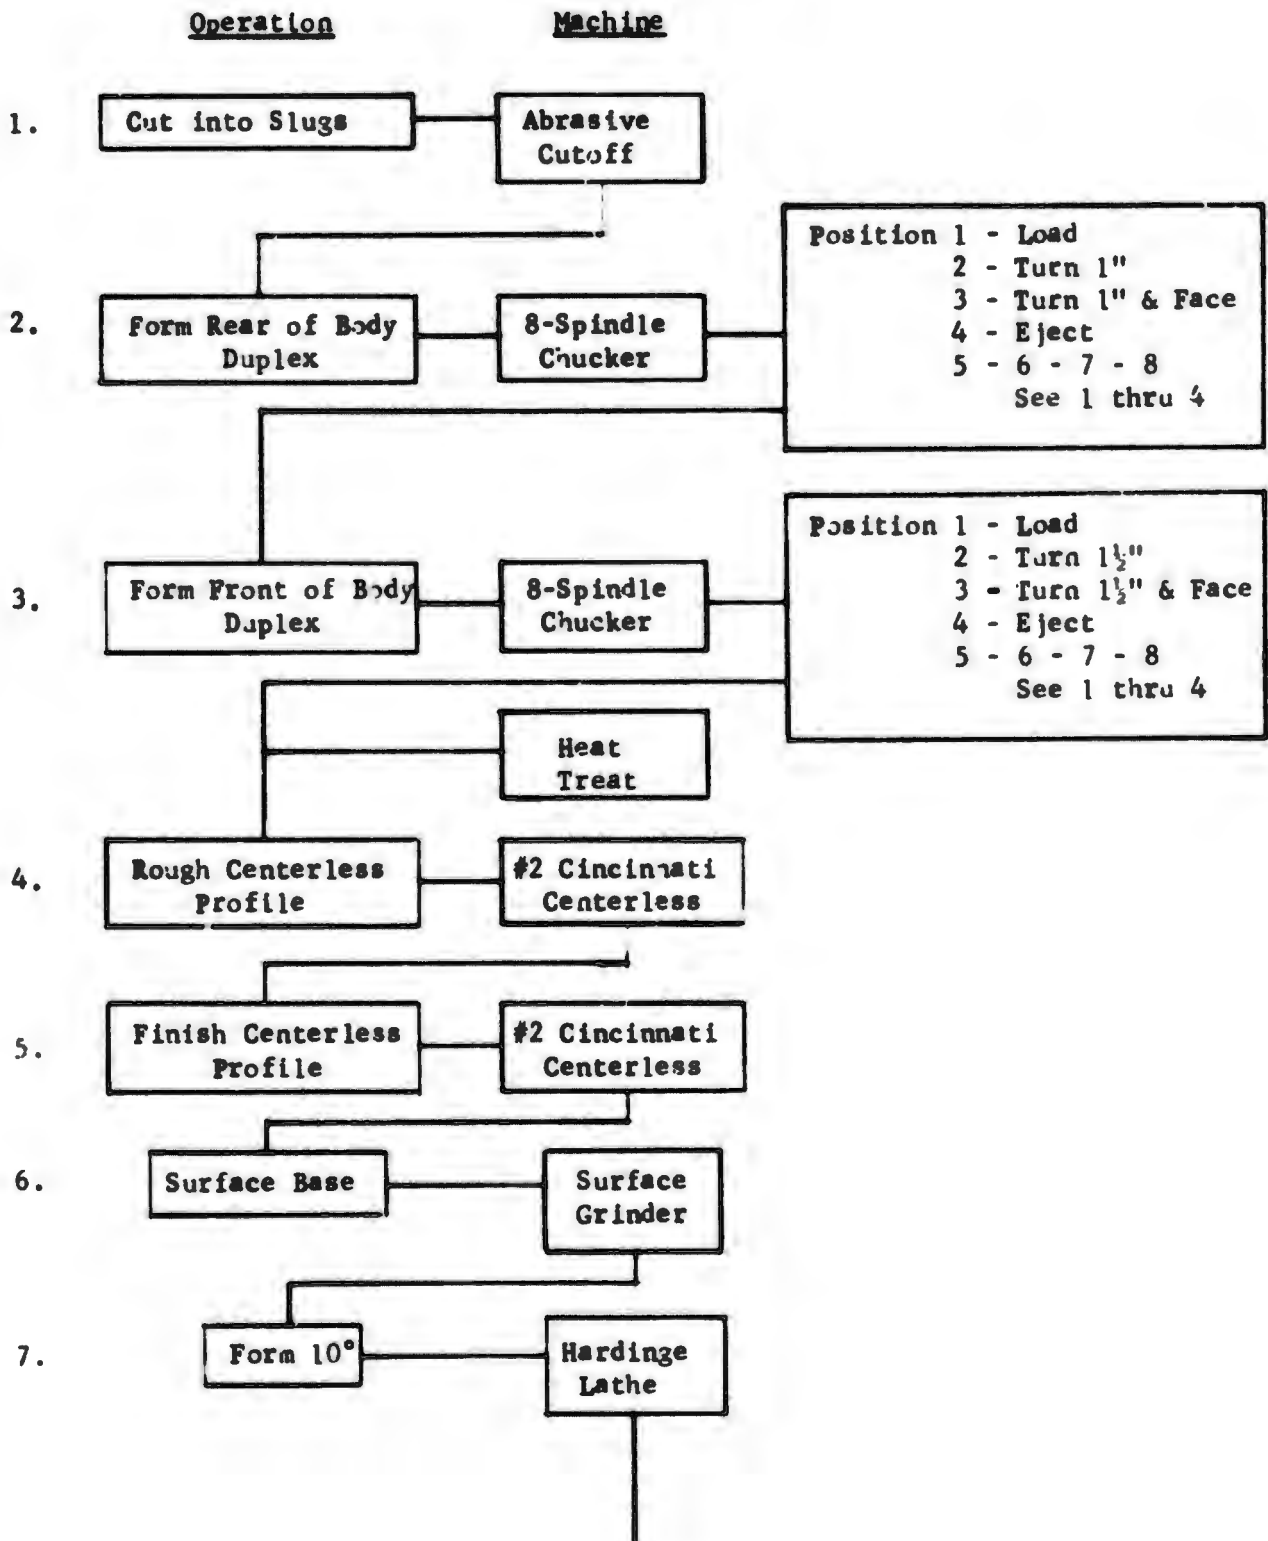 Operation Machine
1. Cut into Slugs Abrasive
Cutoff
2. Form Rear of Body
Duplex
8-Spindle
Chucker
Position 1 - Load
2 - Turn 1"
3 - Turn 1" & Face
4 - Eject
5 - 6 - 7 - 8
See 1 thru 4
3. Form Front of Body
Duplex
8-Spindle
Chucker
Position 1 - Load
2 - Turn 1½"
3 - Turn 1½" & Face
4 - Eject
5 - 6 - 7 - 8
See 1 thru 4
Heat
Treat
4. Rough Centerless
Profile
#2 Cincinnati
Centerless
5. Finish Centerless
Profile
#2 Cincinnati
Centerless
6. Surface Base
Surface
Grinder
7. Form 10°
Hardinge
Lathe